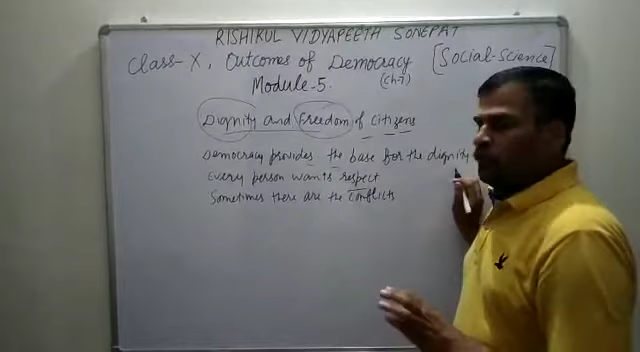 RISHIKUL VIDYAPEETH SONEPAT
Class-X, Outcomes of Democracy [Social-Science]
Module-5. (Ch-7)
Dignity and Freedom of Citizens
Democracy provides the base for the dignity
Every person wants respect
Sometimes there are the conflicts